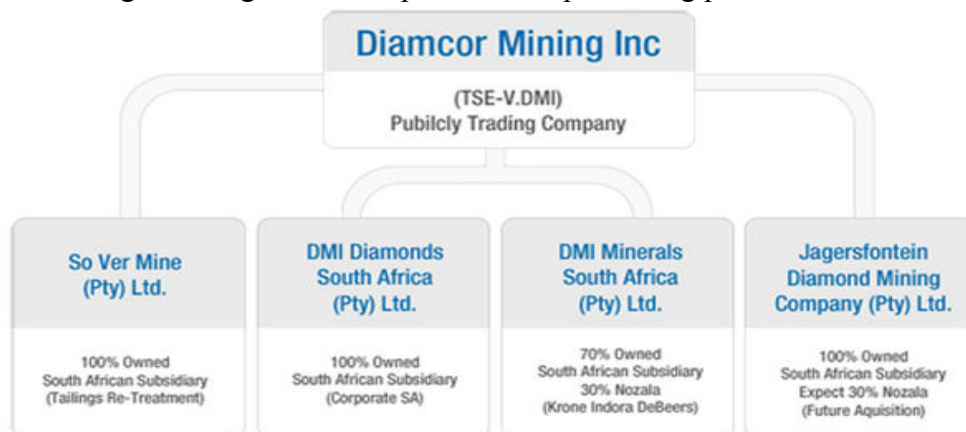 Diamcor Mining Inc
(TSE-V.DMI)
Pubilcly Trading Company
So Ver Mine
(Pty) Ltd.
100% Owned
South African Subsidiary
(Tailings Re-Treatment)
DMI Diamonds
South Africa
(Pty) Ltd.
100% Owned
South African Subsidiary
(Corporate SA)
DMI Minerals
South Africa
(Pty) Ltd.
70% Owned
South African Subsidiary
30% Nozala
(Krone Indora DeBeers)
Jagersfontein
Diamond Mining
Company (Pty) Ltd.
100% Owned
South African Subsidiary
Expect 30% Nozala
(Future Aquisition)